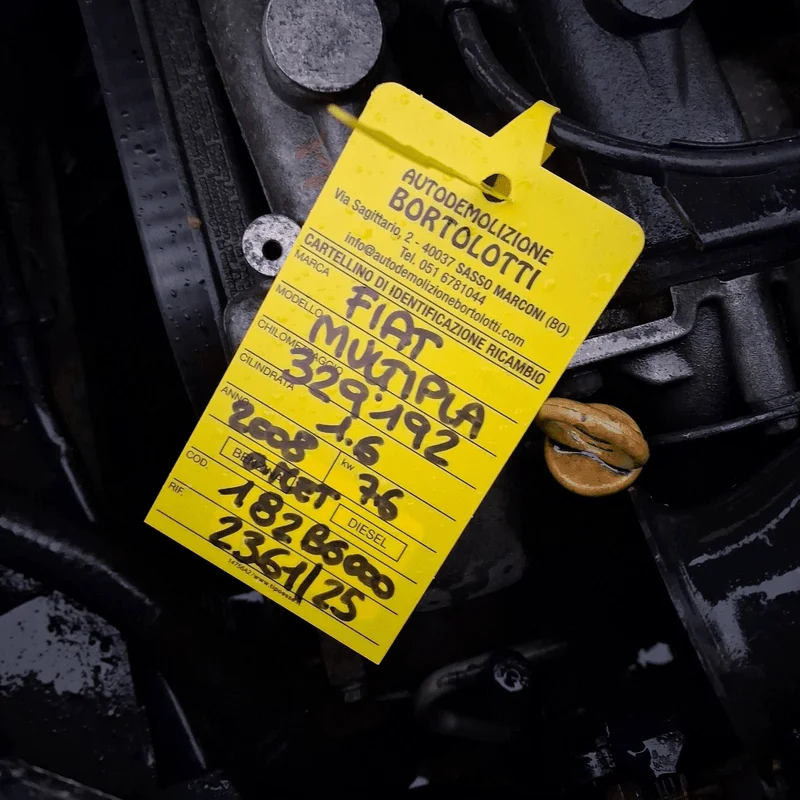 AUTODEMOLIZIONE
BORTOLOTTI
Via Sagittario, 2 - 40037 SASSO MARCONI (BO)
Tel. 051 6781044
info@autodemolizionebortolotti.com
CARTELLINO DI IDENTIFICAZIONE RICAMBIO
MARCA FIAT
MODELLO MULTIPLA
CHILOMETRAGGIO 329.192
CILINDRATA 1.6
ANNO 2008 kw 76
DIESEL
COD. 182B6000
RIF. 2361/25